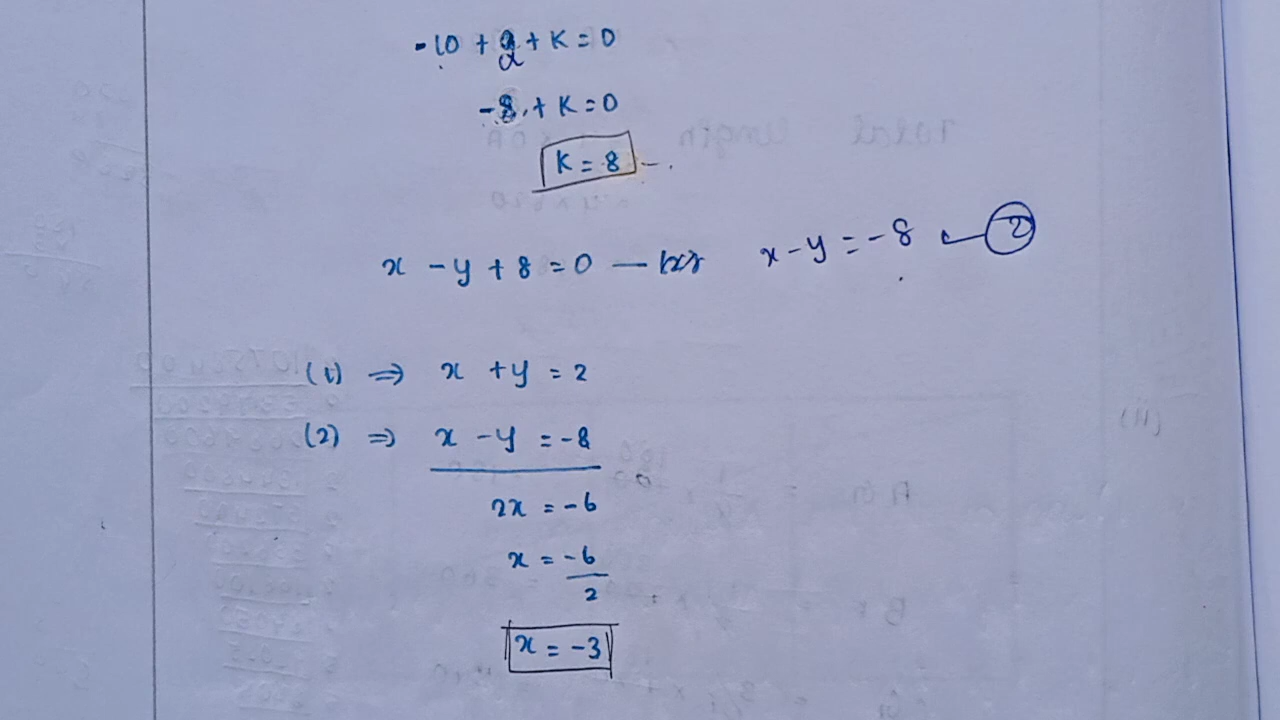 -10 + 2 + K = 0
-8 + K = 0
K = 8
x - y + 8 = 0 — x - y = -8 — 2
(1) ⇒ x + y = 2
(2) ⇒ x - y = -8
2x = -6
x = -6/2
x = -3